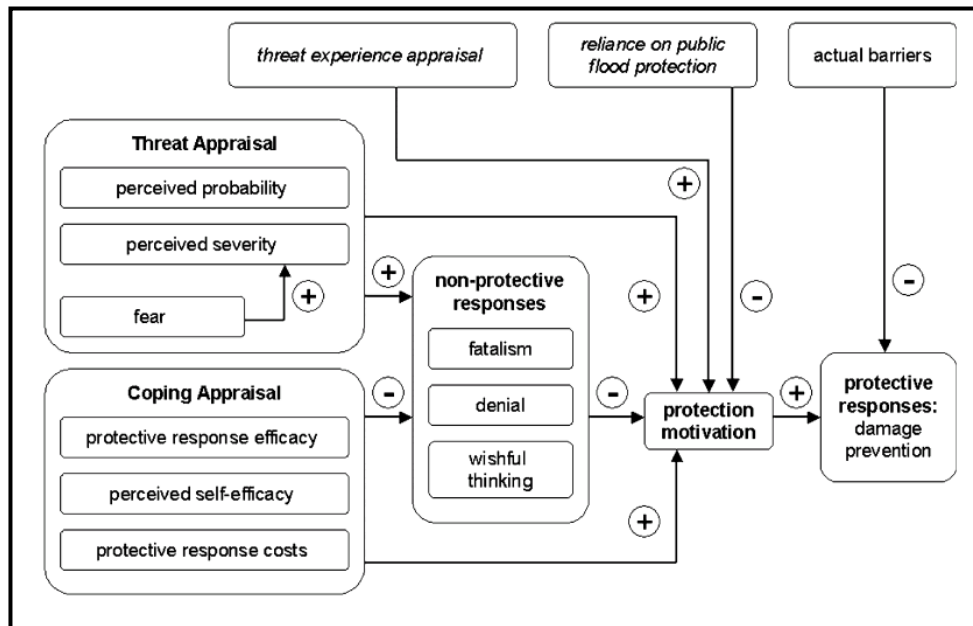 threat experience appraisal
reliance on public
flood protection
actual barriers
Threat Appraisal
perceived probability
perceived severity
fear
+
+
+
+
-
-
non-protective
responses
fatalism
denial
wishful
thinking
Coping Appraisal
protective response efficacy
perceived self-efficacy
protective response costs
-
-
+
protection
motivation
+
protective
responses:
damage
prevention